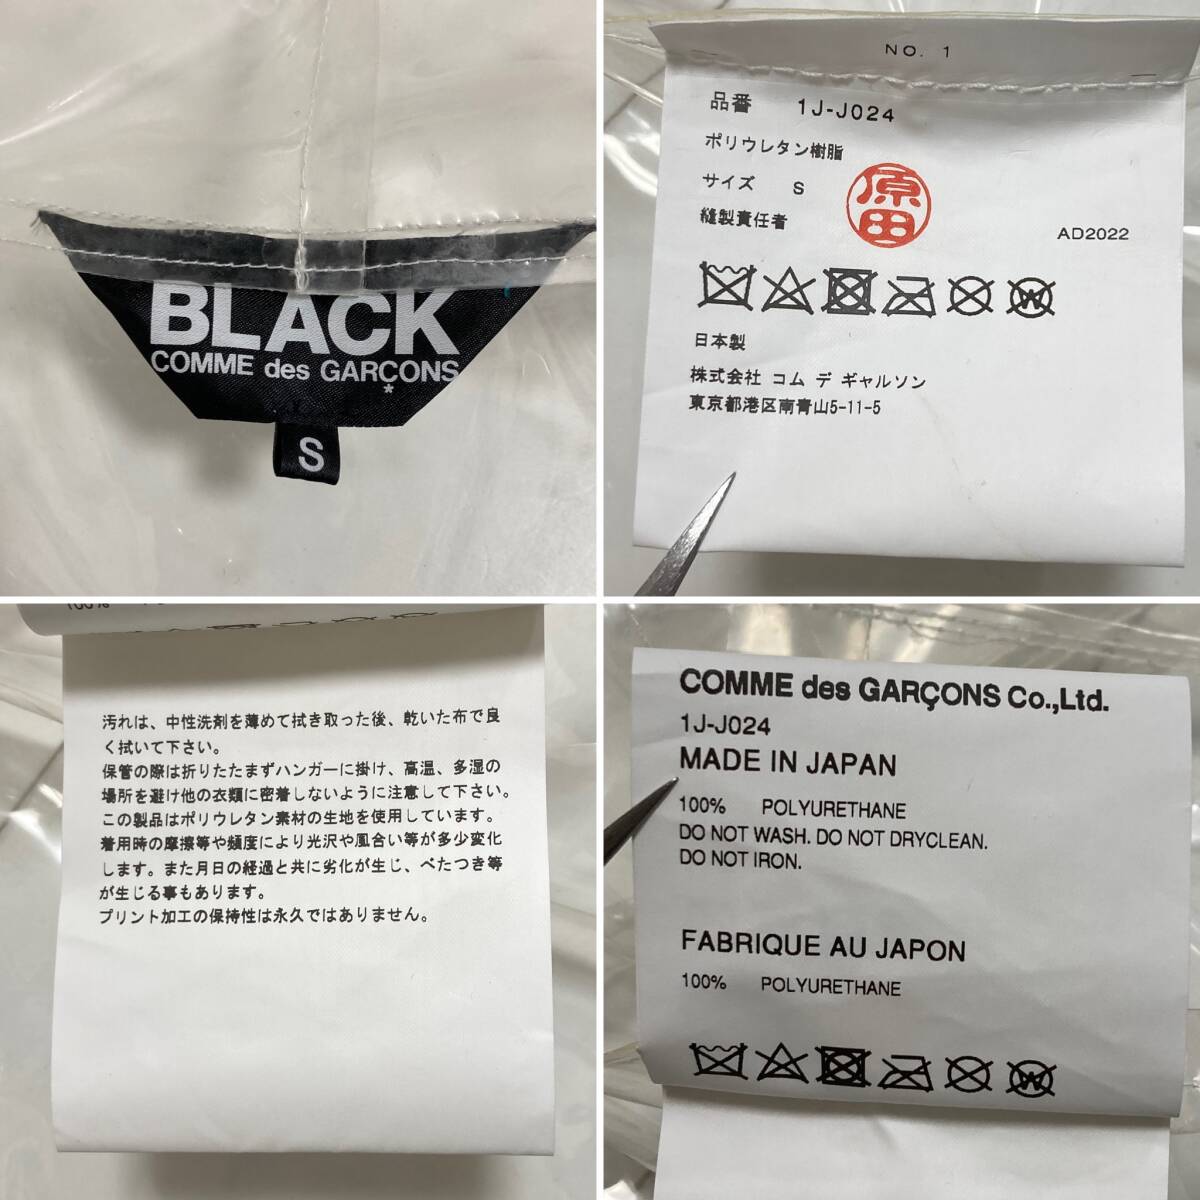 BLACK
COMME des GARÇONS
*
S
NO. 1
品番 1J-J024
ポリウレタン樹脂
サイズ S
縫製責任者
原田
AD2022
日本製
株式会社 コム デ ギャルソン
東京都港区南青山5-11-5
100%
汚れは、中性洗剤を薄めて拭き取った後、乾いた布で良
く拭いて下さい。
保管の際は折りたたまずハンガーに掛け、高温、多湿の
場所を避け他の衣類に密着しないように注意して下さい。
この製品はポリウレタン素材の生地を使用しています。
着用時の摩擦等や頻度により光沢や風合い等が多少変化
します。また月日の経過と共に劣化が生じ、べたつき等
が生じる事もあります。
プリント加工の保持性は永久ではありません。
COMME des GARÇONS Co.,Ltd.
1J-J024
MADE IN JAPAN
100% POLYURETHANE
DO NOT WASH. DO NOT DRYCLEAN.
DO NOT IRON.
FABRIQUE AU JAPON
100% POLYURETHANE